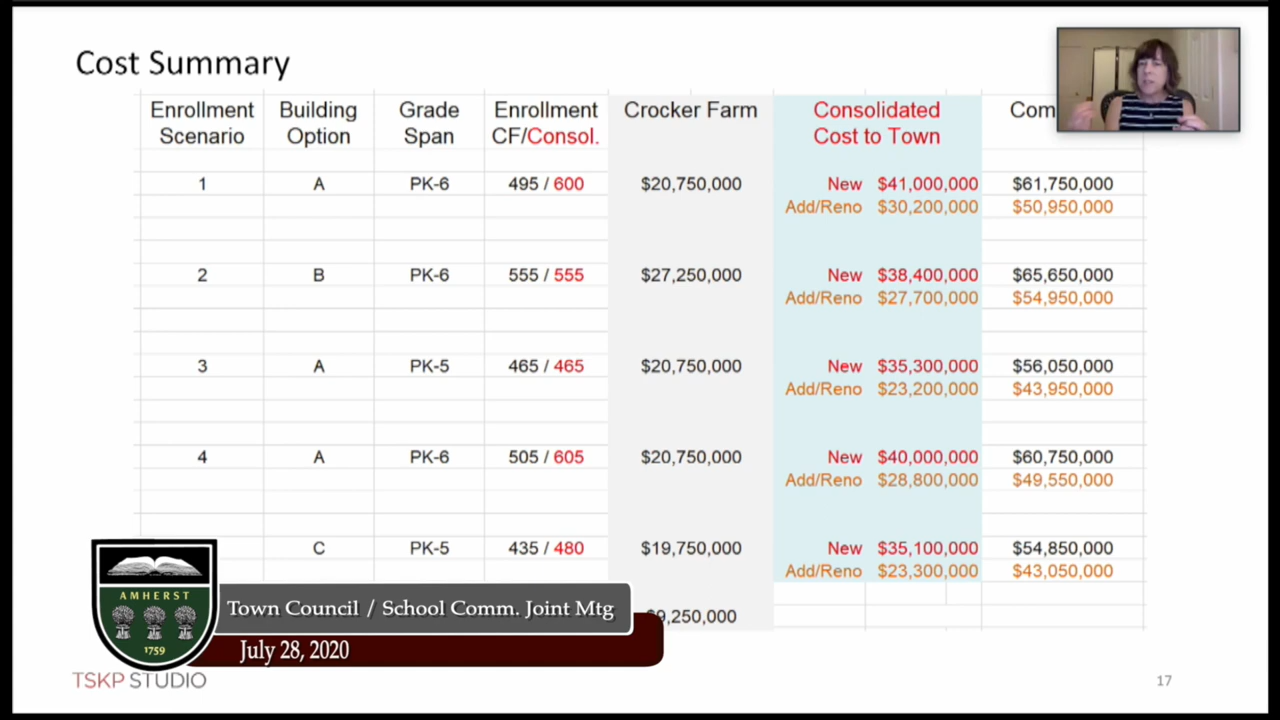 Cost Summary
Enrollment Scenario Building Option Grade Span Enrollment CF/Consol. Crocker Farm Consolidated Cost to Town
1 A PK-6 495 / 600 $20,750,000 New $41,000,000 $61,750,000
Add/Reno $30,200,000 $50,950,000
2 B PK-6 555 / 555 $27,250,000 New $38,400,000 $65,650,000
Add/Reno $27,700,000 $54,950,000
3 A PK-5 465 / 465 $20,750,000 New $35,300,000 $56,050,000
Add/Reno $23,200,000 $43,950,000
4 A PK-6 505 / 605 $20,750,000 New $40,000,000 $60,750,000
Add/Reno $28,800,000 $49,550,000
C PK-5 435 / 480 $19,750,000 New $35,100,000 $54,850,000
Add/Reno $23,300,000 $43,050,000
9,250,000
AMHERST
1759
Town Council / School Comm. Joint Mtg
July 28, 2020
TSKP STUDIO
17